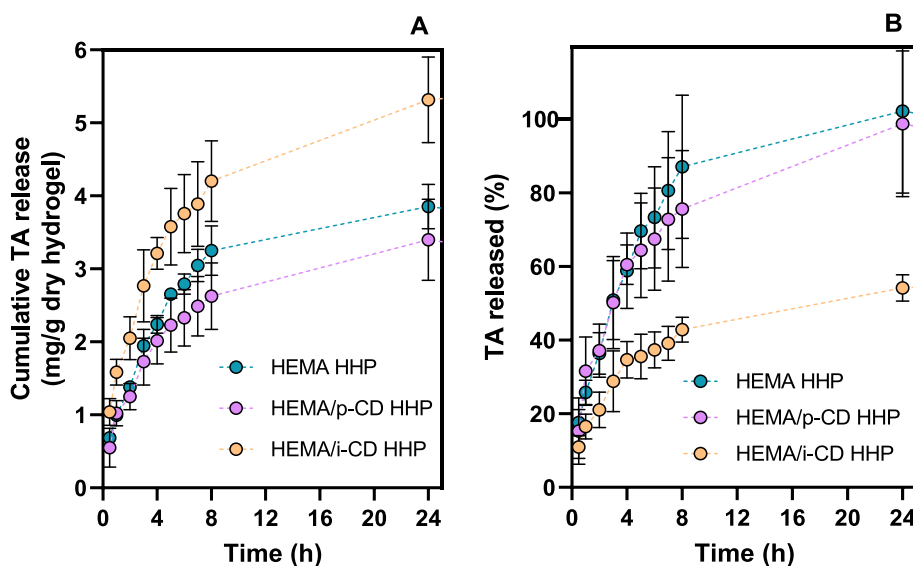 A
Cumulative TA release
(mg/g dry hydrogel)
6
5
4
3
2
1
0
HEMA HHP
HEMA/p-CD HHP
HEMA/i-CD HHP
0 4 8 12 16 20 24
Time (h)
B
TA released (%)
100
80
60
40
20
0
HEMA HHP
HEMA/p-CD HHP
HEMA/i-CD HHP
0 4 8 12 16 20 24
Time (h)